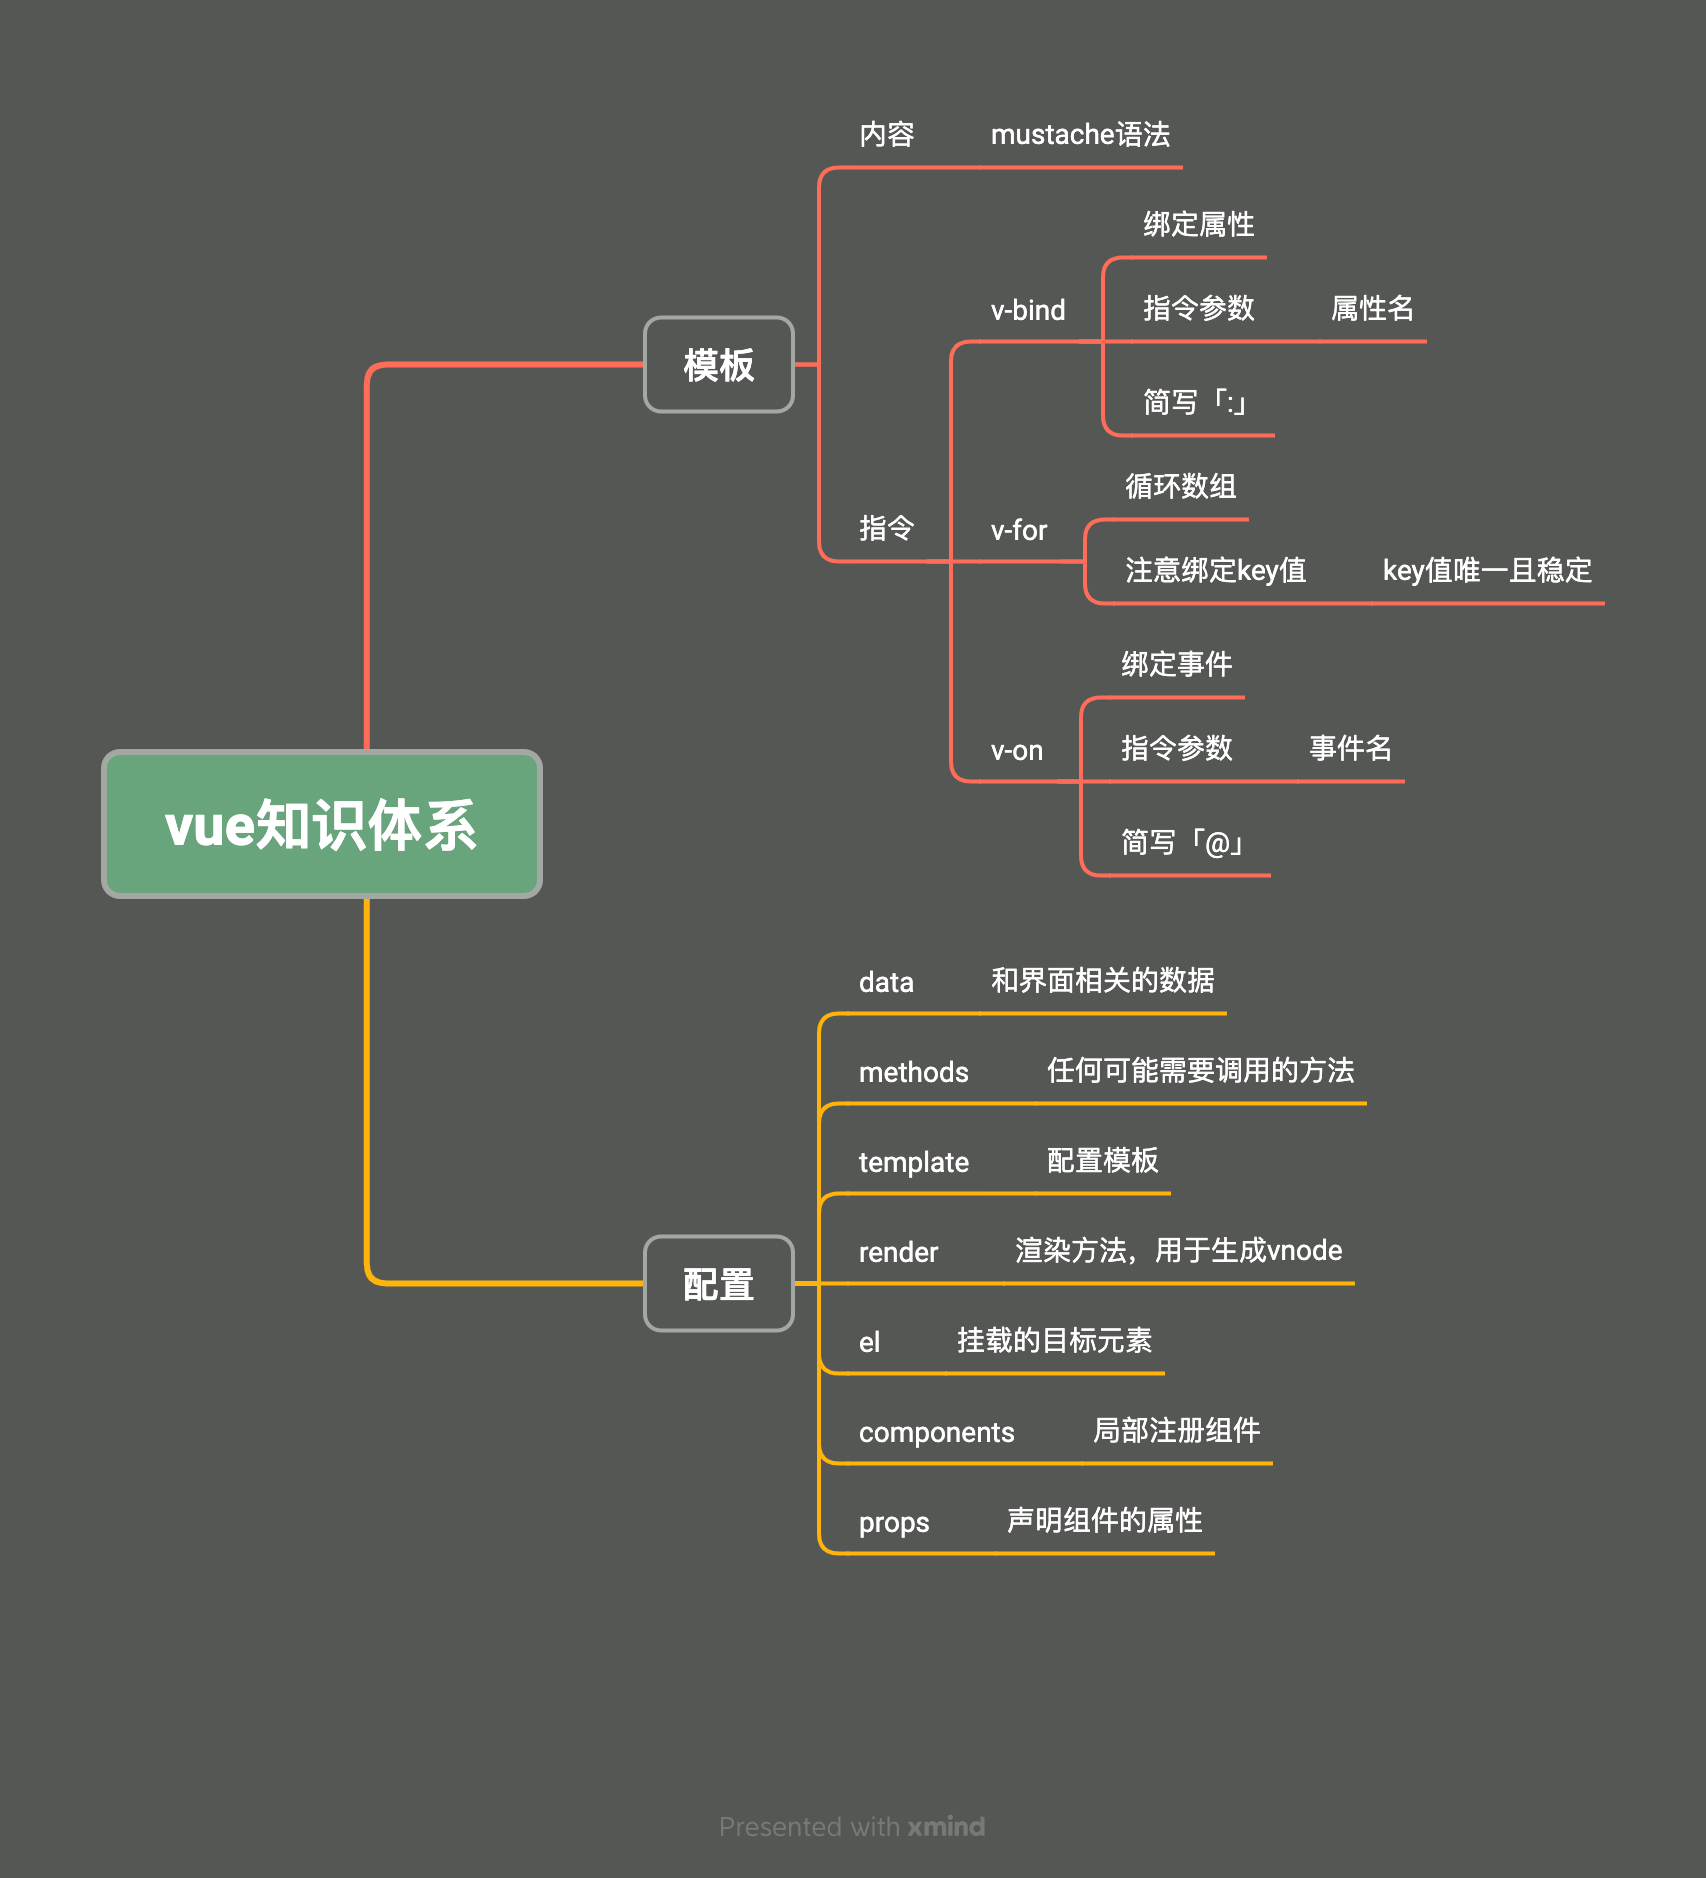 内容
mustache语法
绑定属性
v-bind
指令参数
属性名
简写「:」
模板
循环数组
指令
v-for
注意绑定key值
key值唯一且稳定
绑定事件
v-on
指令参数
事件名
简写「@」
vue知识体系
data
和界面相关的数据
methods
任何可能需要调用的方法
template
配置模板
render
渲染方法，用于生成vnode
配置
el
挂载的目标元素
components
局部注册组件
props
声明组件的属性
Presented with xmind